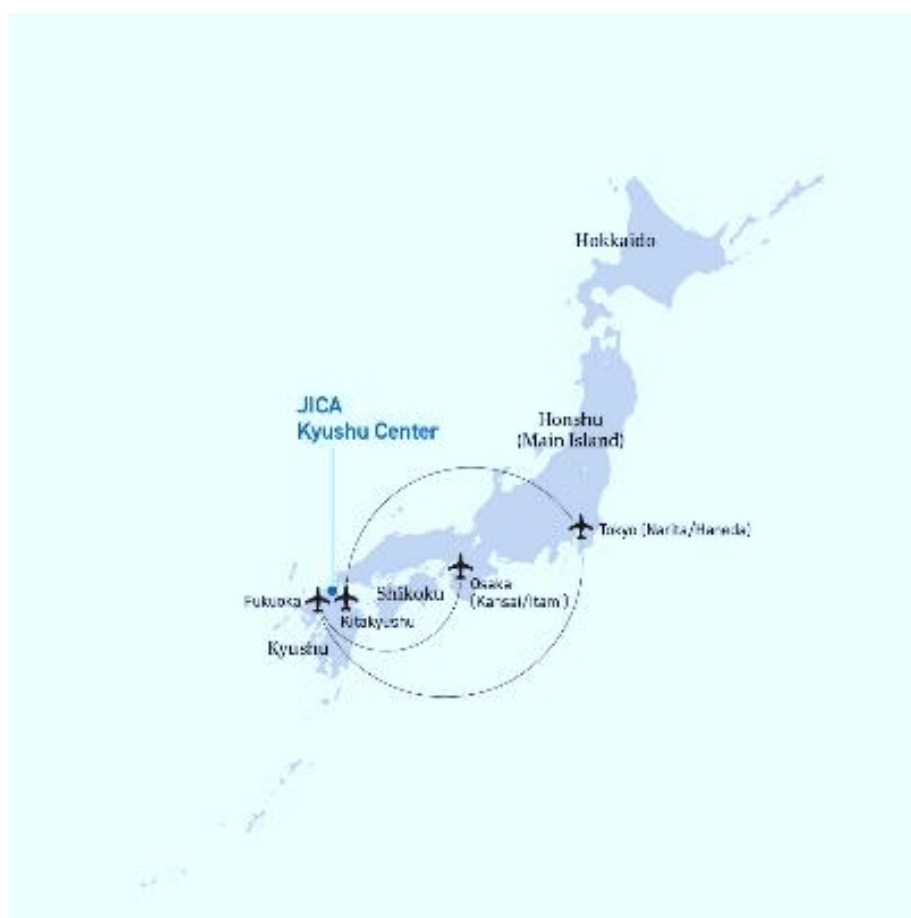 Hokkaido
JICA
Kyushu Center
Honshu
(Main Island)
Tokyo (Narita/Haneda)
Osaka
(Kansai/Itami)
Shikoku
Fukuoka
Kitakyushu
Kyushu